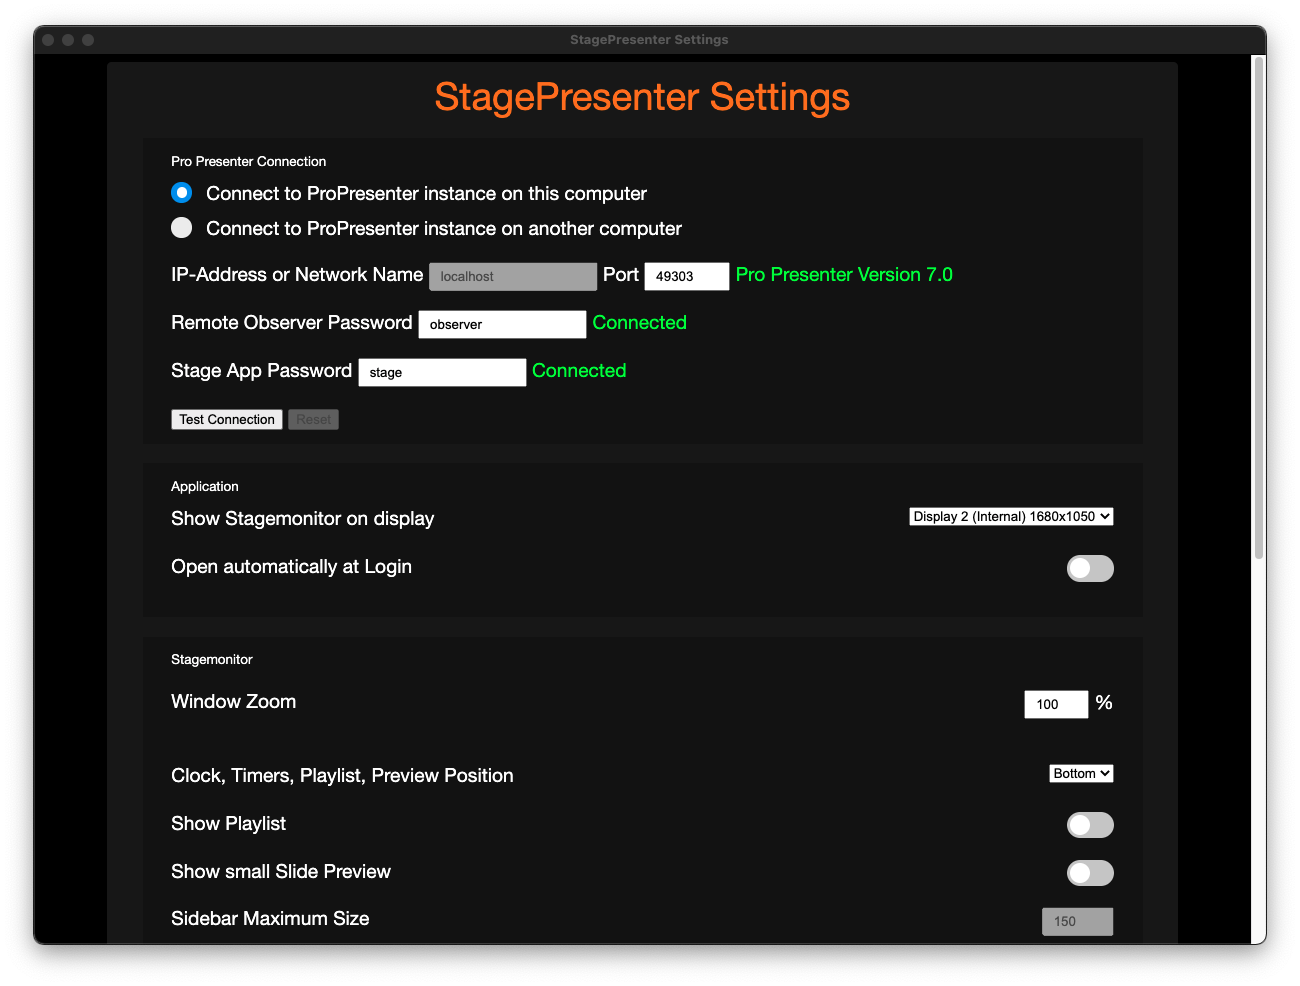 StagePresenter Settings
StagePresenter Settings
Pro Presenter Connection
Connect to ProPresenter instance on this computer
Connect to ProPresenter instance on another computer
IP-Address or Network Name localhost Port 49303 Pro Presenter Version 7.0
Remote Observer Password observer Connected
Stage App Password stage Connected
Test Connection Reset
Application
Show Stagemonitor on display Display 2 (Internal) 1680x1050
Open automatically at Login
Stagemonitor
Window Zoom 100 %
Clock, Timers, Playlist, Preview Position Bottom
Show Playlist
Show small Slide Preview
Sidebar Maximum Size 150